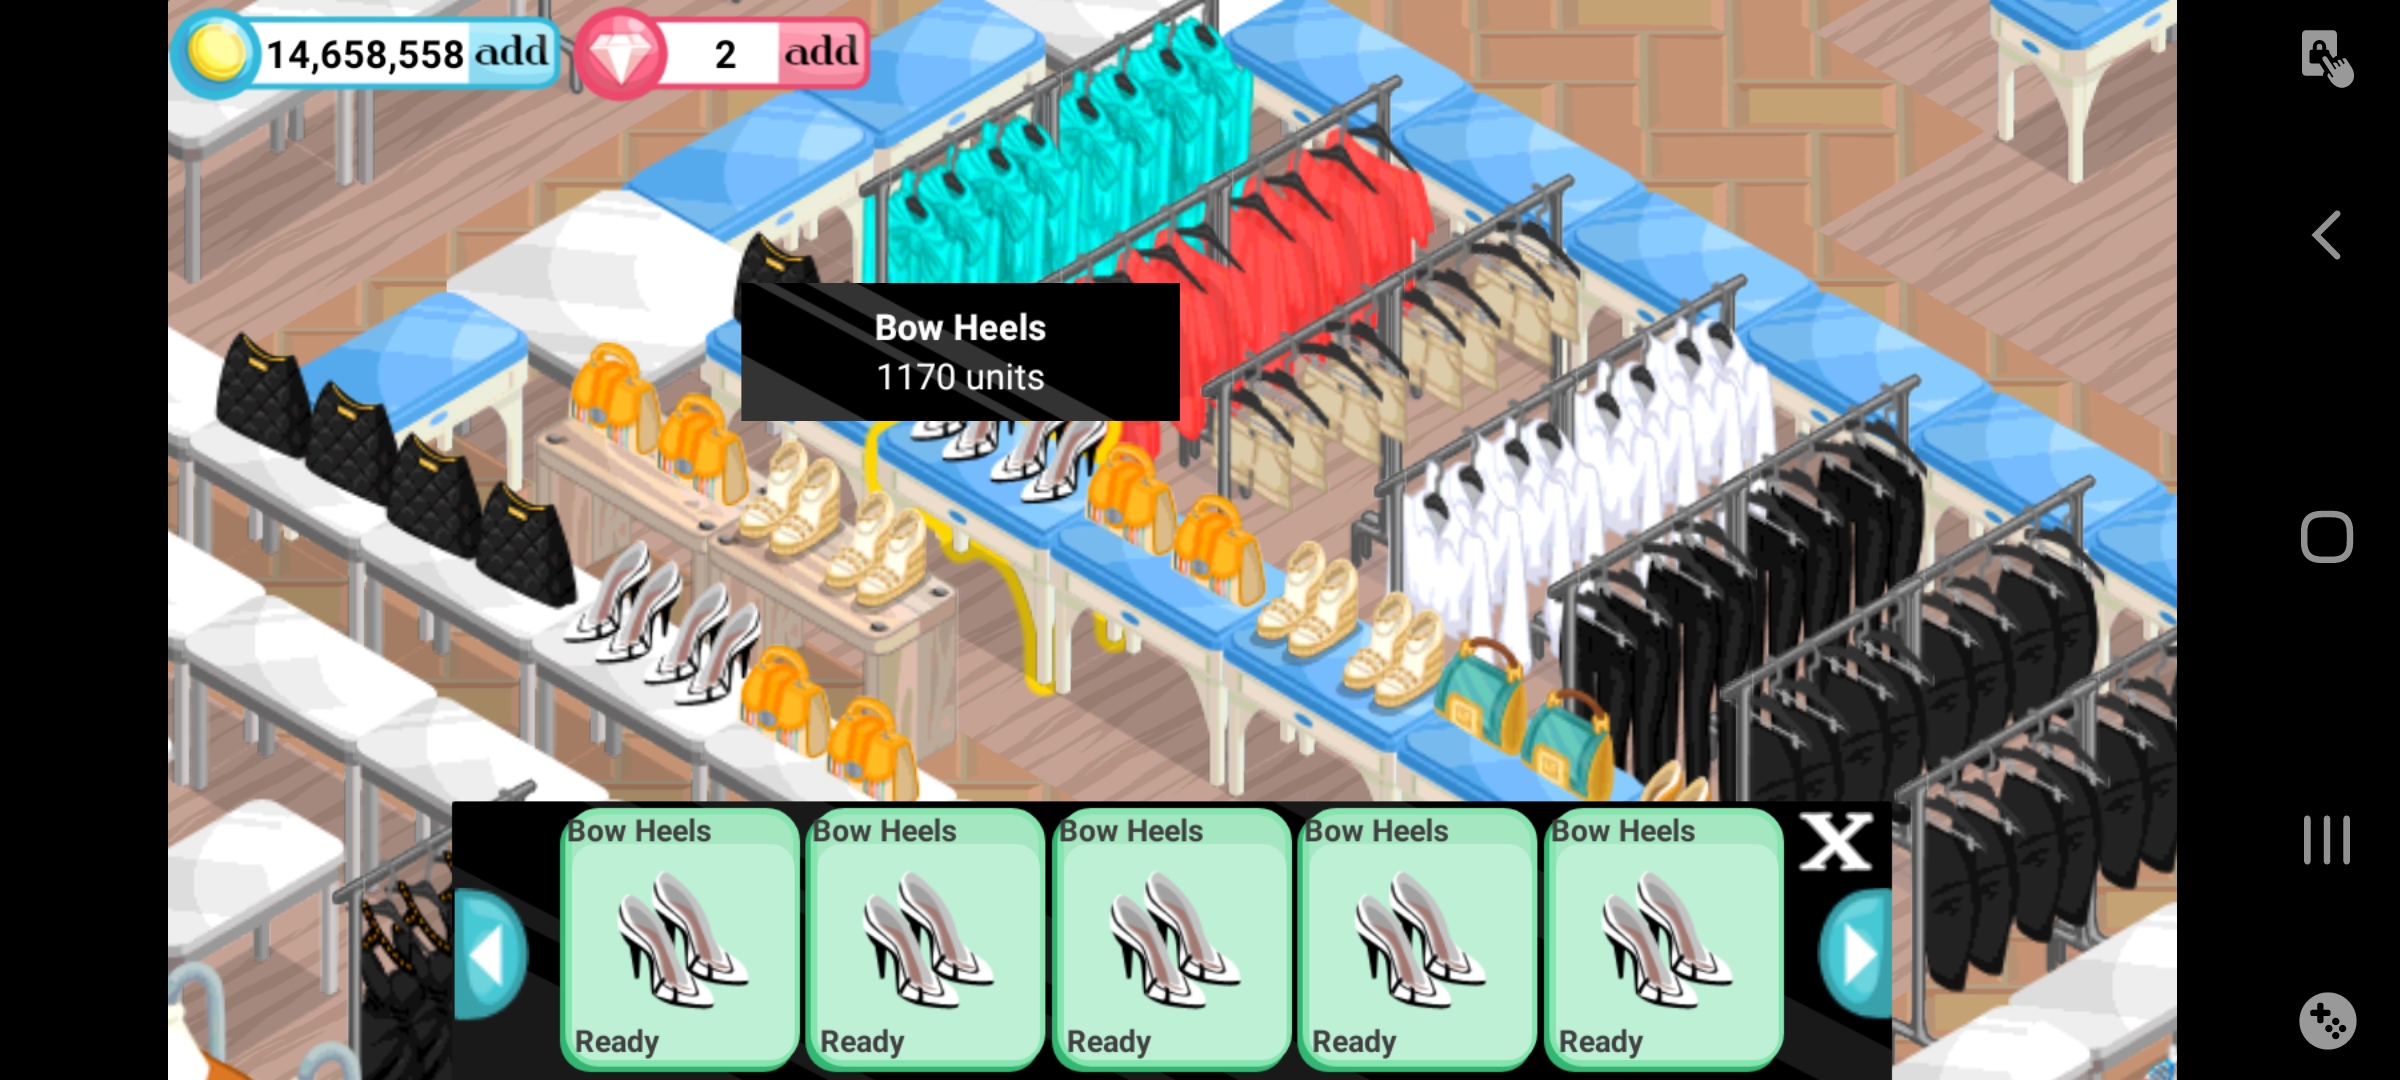 14,658,558 add 2 add
Bow Heels
1170 units
Bow Heels Bow Heels Bow Heels Bow Heels Bow Heels X
Ready Ready Ready Ready Ready